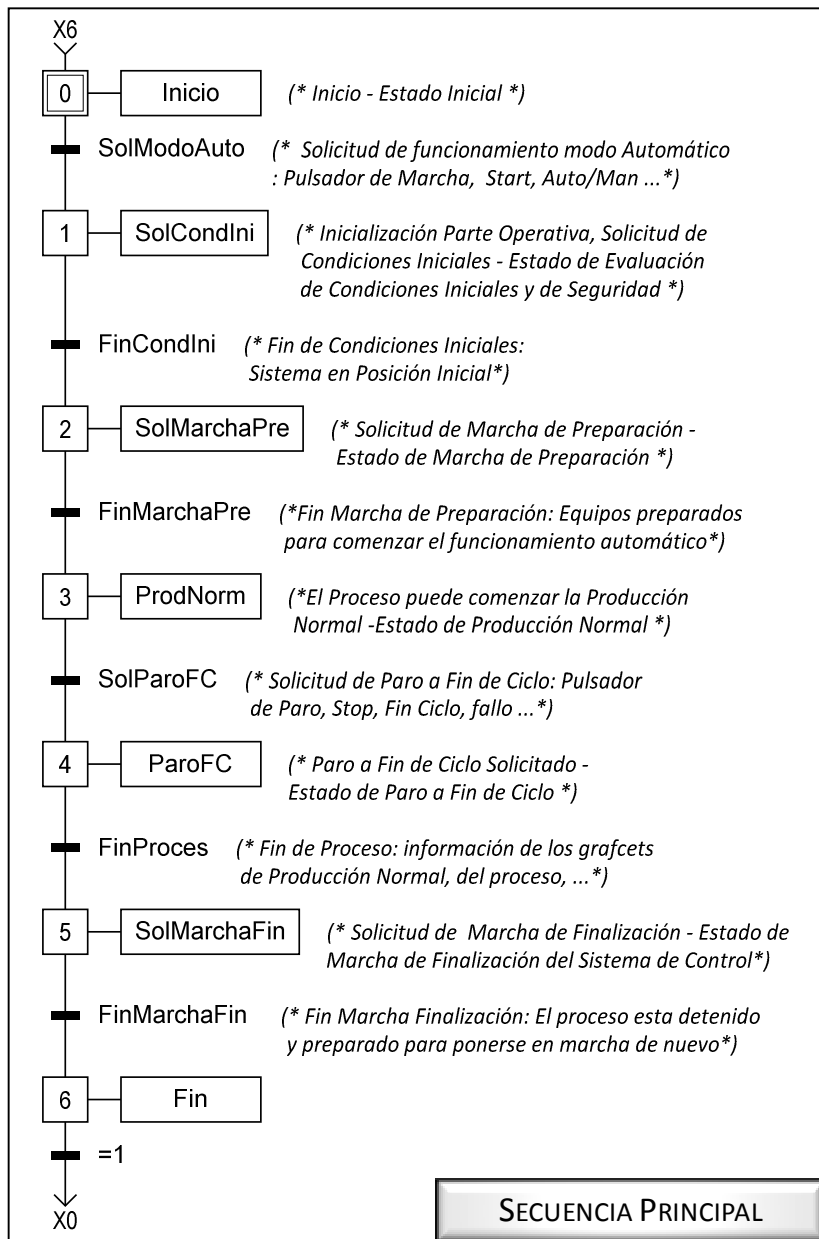 X6
0 Inicio (* Inicio - Estado Inicial *)
SolModoAuto (* Solicitud de funcionamiento modo Automático
: Pulsador de Marcha, Start, Auto/Man ...*)
1 SolCondIni (* Inicialización Parte Operativa, Solicitud de
Condiciones Iniciales - Estado de Evaluación
de Condiciones Iniciales y de Seguridad *)
FinCondIni (* Fin de Condiciones Iniciales:
Sistema en Posición Inicial*)
2 SolMarchaPre (* Solicitud de Marcha de Preparación -
Estado de Marcha de Preparación *)
FinMarchaPre (*Fin Marcha de Preparación: Equipos preparados
para comenzar el funcionamiento automático*)
3 ProdNorm (*El Proceso puede comenzar la Producción
Normal -Estado de Producción Normal *)
SolParoFC (* Solicitud de Paro a Fin de Ciclo: Pulsador
de Paro, Stop, Fin Ciclo, fallo ...*)
4 ParoFC (* Paro a Fin de Ciclo Solicitado -
Estado de Paro a Fin de Ciclo *)
FinProces (* Fin de Proceso: información de los grafcets
de Producción Normal, del proceso, ...*)
5 SolMarchaFin (* Solicitud de Marcha de Finalización - Estado de
Marcha de Finalización del Sistema de Control*)
FinMarchaFin (* Fin Marcha Finalización: El proceso esta detenido
y preparado para ponerse en marcha de nuevo*)
6 Fin
=1
X0
SECUENCIA PRINCIPAL